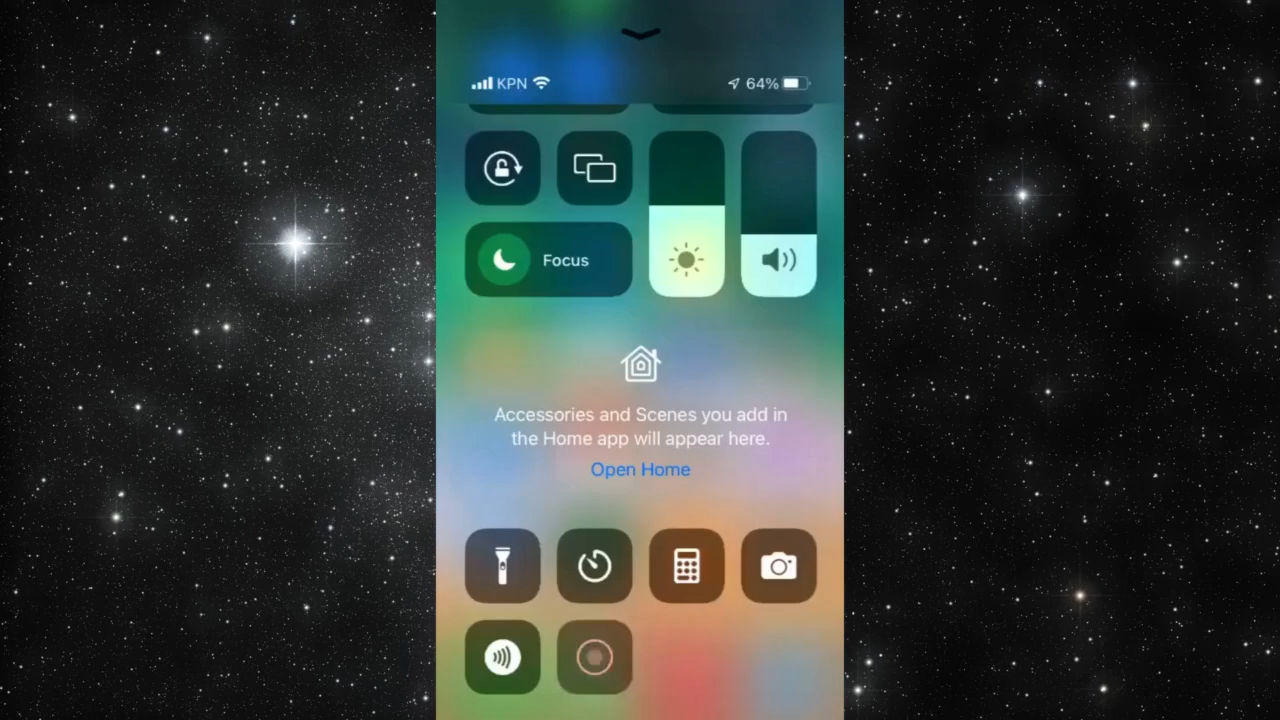 KPN
64%
Focus
Accessories and Scenes you add in
the Home app will appear here.
Open Home